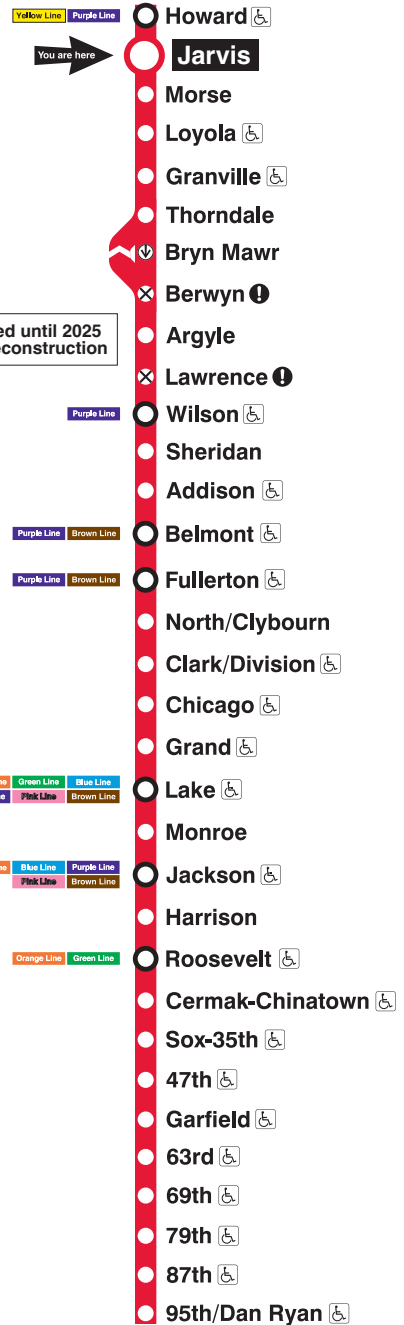 Yellow Line Purple Line Howard
You are here Jarvis
Morse
Loyola
Granville
Thorndale
Bryn Mawr
Berwyn
until 2025
Argyle
Lawrence
Purple Line Wilson
Sheridan
Addison
Purple Line Brown Line Belmont
Purple Line Brown Line Fullerton
North/Clybourn
Clark/Division
Chicago
Grand
Green Line Blue Line
Pink Line Brown Line
Lake
Monroe
Blue Line Purple Line
Pink Line Brown Line
Jackson
Harrison
Orange Line Green Line Roosevelt
Cermak-Chinatown
Sox-35th
47th
Garfield
63rd
69th
79th
87th
95th/Dan Ryan